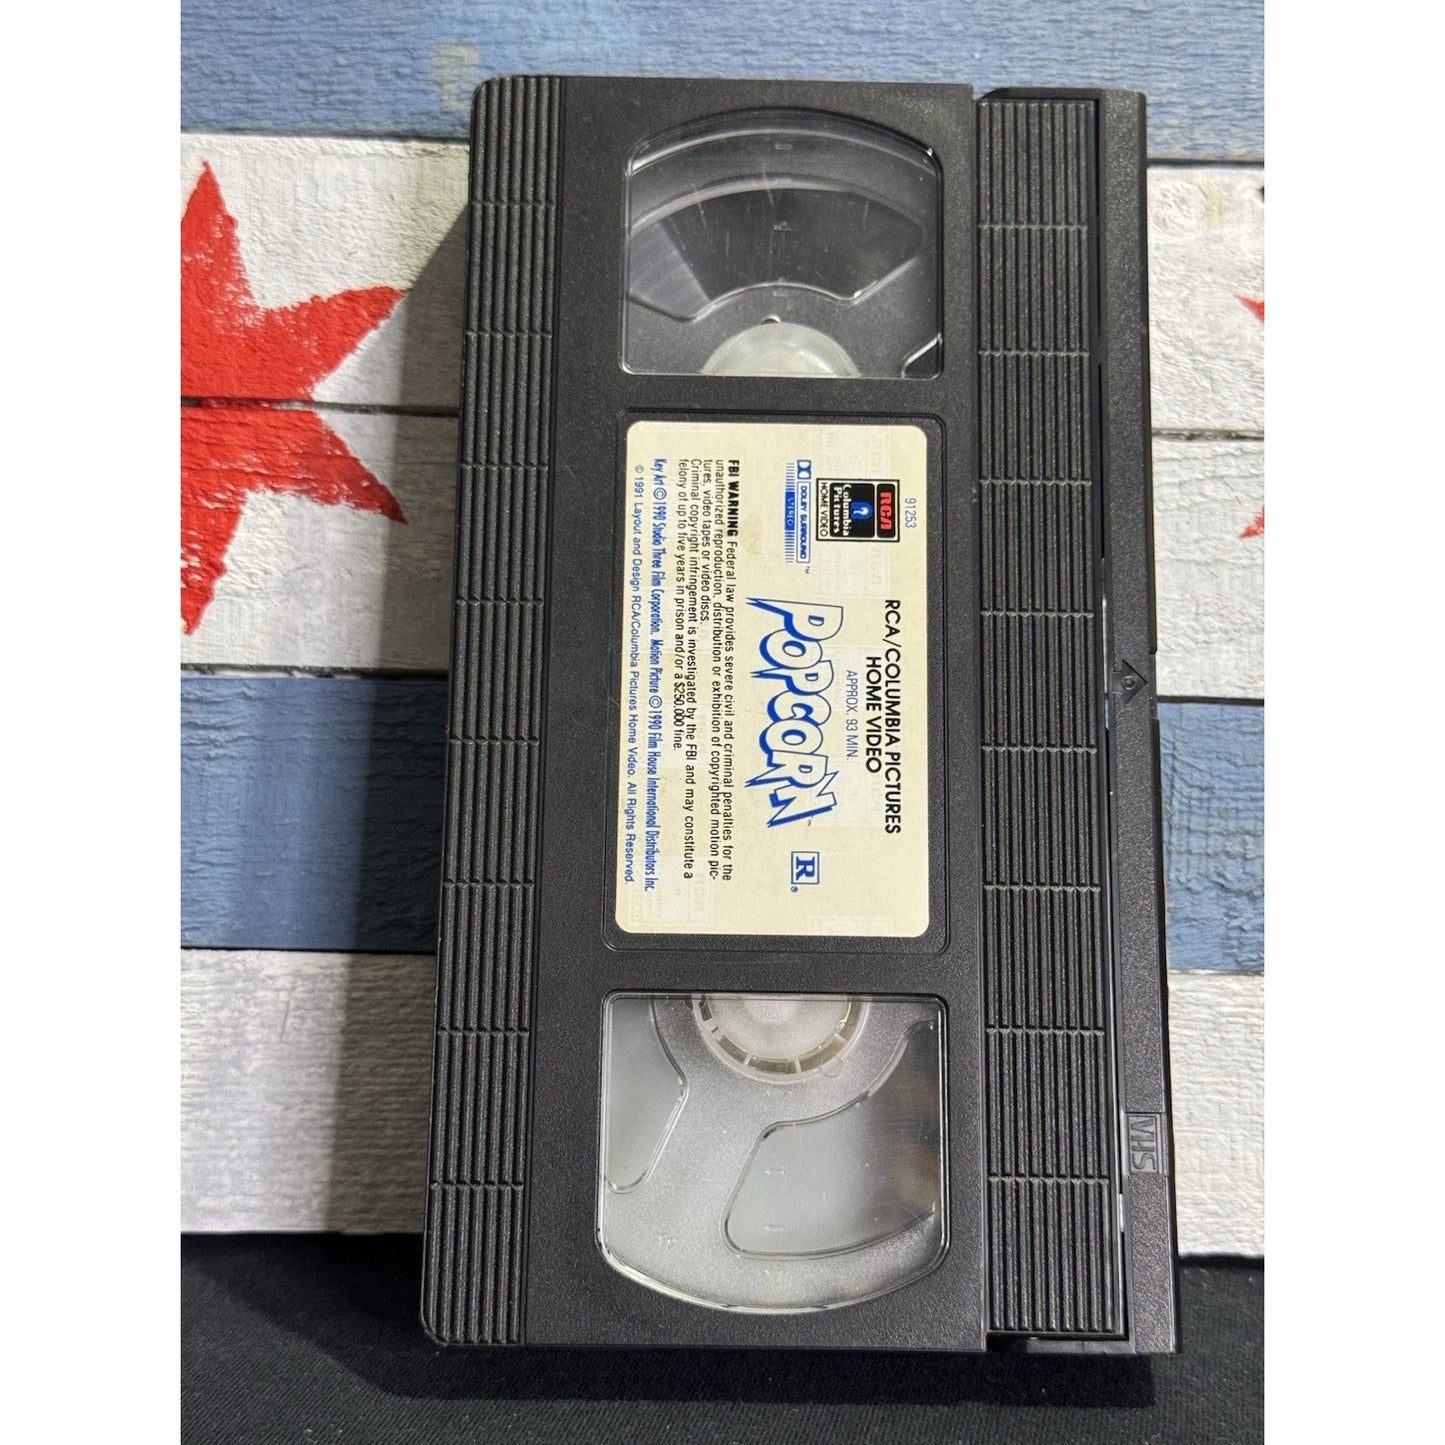 91253
RCA
Columbia
Pictures
HOME VIDEO
RCA/COLUMBIA PICTURES
HOME VIDEO
APPROX. 93 MIN.
DOLBY SURROUND
STEREO
TM
POPCORN
R
FBI WARNING Federal law provides severe civil and criminal penalties for the
unauthorized reproduction, distribution or exhibition of copyrighted motion pic-
tures, video tapes or video discs.
Criminal copyright infringement is investigated by the FBI and may constitute a
felony of up to five years in prison and/or a $250,000 fine.
Key Art © 1990 Studio Three Film Corporation. Motion Picture © 1990 Film House International Distributors Inc.
© 1991 Layout and Design RCA/Columbia Pictures Home Video. All Rights Reserved.
VHS